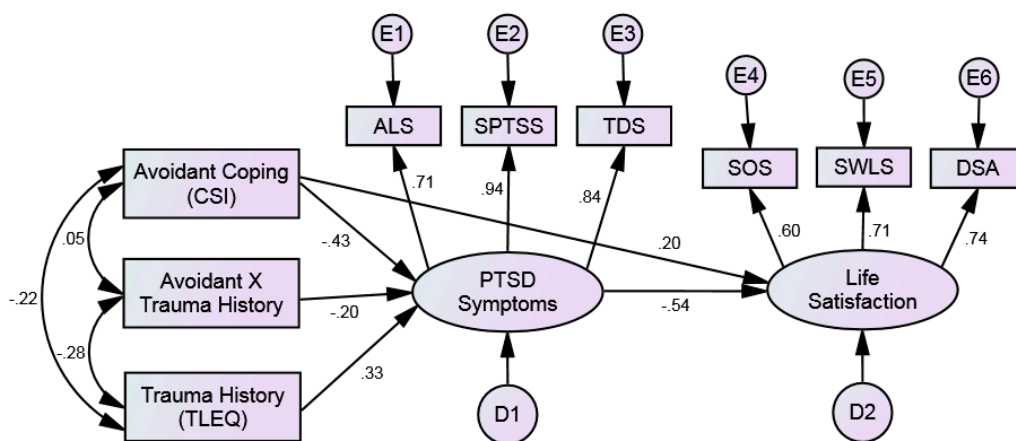 E1
E2
E3
E4
E5
E6
ALS
SPTSS
TDS
SOS
SWLS
DSA
Avoidant Coping
(CSI)
.71
.94
.84
.05
-.43
.20
.60
.71
.74
Avoidant X
Trauma History
PTSD
Symptoms
Life
Satisfaction
-.22
-.20
-.54
-.28
.33
Trauma History
(TLEQ)
D1
D2